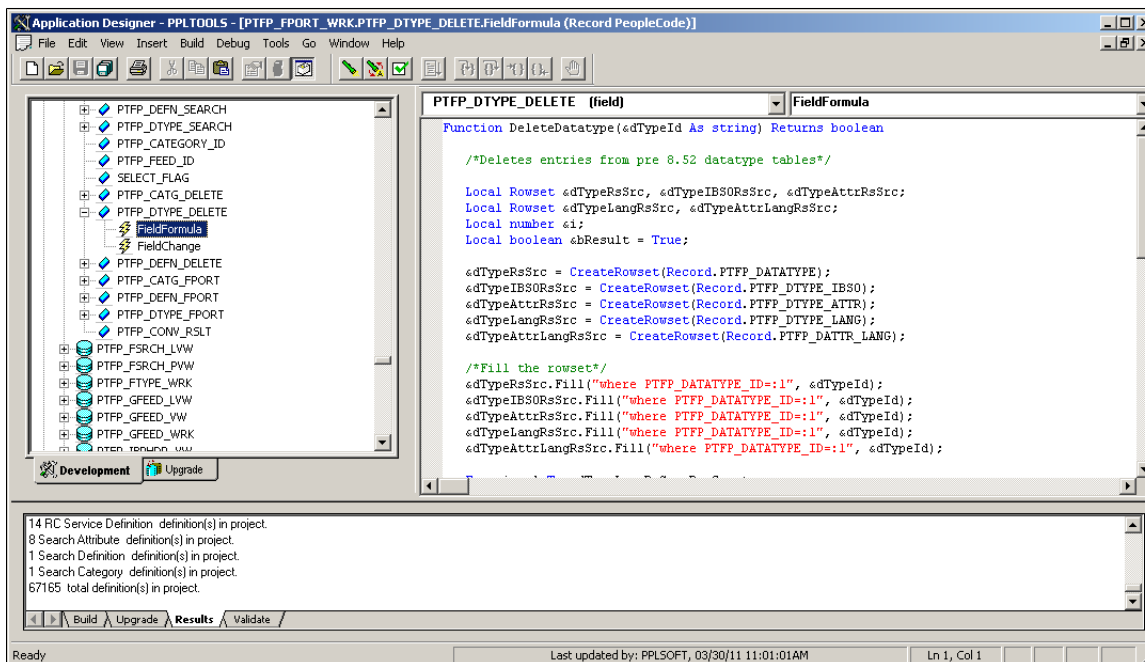 Application Designer - PPLTOOLS - [PTFP_FPORT_WRK.PTFP_DTYPE_DELETE.FieldFormula (Record PeopleCode)]
File Edit View Insert Build Debug Tools Go Window Help
PTFP_DEFN_SEARCH
PTFP_DTYPE_SEARCH
PTFP_CATEGORY_ID
PTFP_FEED_ID
SELECT_FLAG
PTFP_CATG_DELETE
PTFP_DTYPE_DELETE
FieldFormula
FieldChange
PTFP_DEFN_DELETE
PTFP_CATG_FPORT
PTFP_DEFN_FPORT
PTFP_DTYPE_FPORT
PTFP_CONV_RSLT
PTFP_FSRCH_LVW
PTFP_FSRCH_PVW
PTFP_FTYPE_WRK
PTFP_GFEED_LVW
PTFP_GFEED_VW
PTFP_GFEED_WRK
Development Upgrade
PTFP_DTYPE_DELETE (field) FieldFormula
Function DeleteDatatype(&dTypeId As string) Returns boolean
/*Deletes entries from pre 8.52 datatype tables*/
Local Rowset &dTypeRsSrc, &dTypeIBSORsSrc, &dTypeAttrRsSrc;
Local Rowset &dTypeLangRsSrc, &dTypeAttrLangRsSrc;
Local number &i;
Local boolean &bResult = True;
&dTypeRsSrc = CreateRowset(Record.PTFP_DATATYPE);
&dTypeIBSORsSrc = CreateRowset(Record.PTFP_DTYPE_IBSO);
&dTypeAttrRsSrc = CreateRowset(Record.PTFP_DTYPE_ATTR);
&dTypeLangRsSrc = CreateRowset(Record.PTFP_DTYPE_LANG);
&dTypeAttrLangRsSrc = CreateRowset(Record.PTFP_DATTR_LANG);
/*Fill the rowset*/
&dTypeRsSrc.Fill("where PTFP_DATATYPE_ID=:1", &dTypeId);
&dTypeIBSORsSrc.Fill("where PTFP_DATATYPE_ID=:1", &dTypeId);
&dTypeAttrRsSrc.Fill("where PTFP_DATATYPE_ID=:1", &dTypeId);
&dTypeLangRsSrc.Fill("where PTFP_DATATYPE_ID=:1", &dTypeId);
&dTypeAttrLangRsSrc.Fill("where PTFP_DATATYPE_ID=:1", &dTypeId);
14 RC Service Definition definition(s) in project.
8 Search Attribute definition(s) in project.
1 Search Definition definition(s) in project.
1 Search Category definition(s) in project.
67165 total definition(s) in project.
Build Upgrade Results Validate
Ready Last updated by: PPLSOFT, 03/30/11 11:01:01AM Ln 1, Col 1